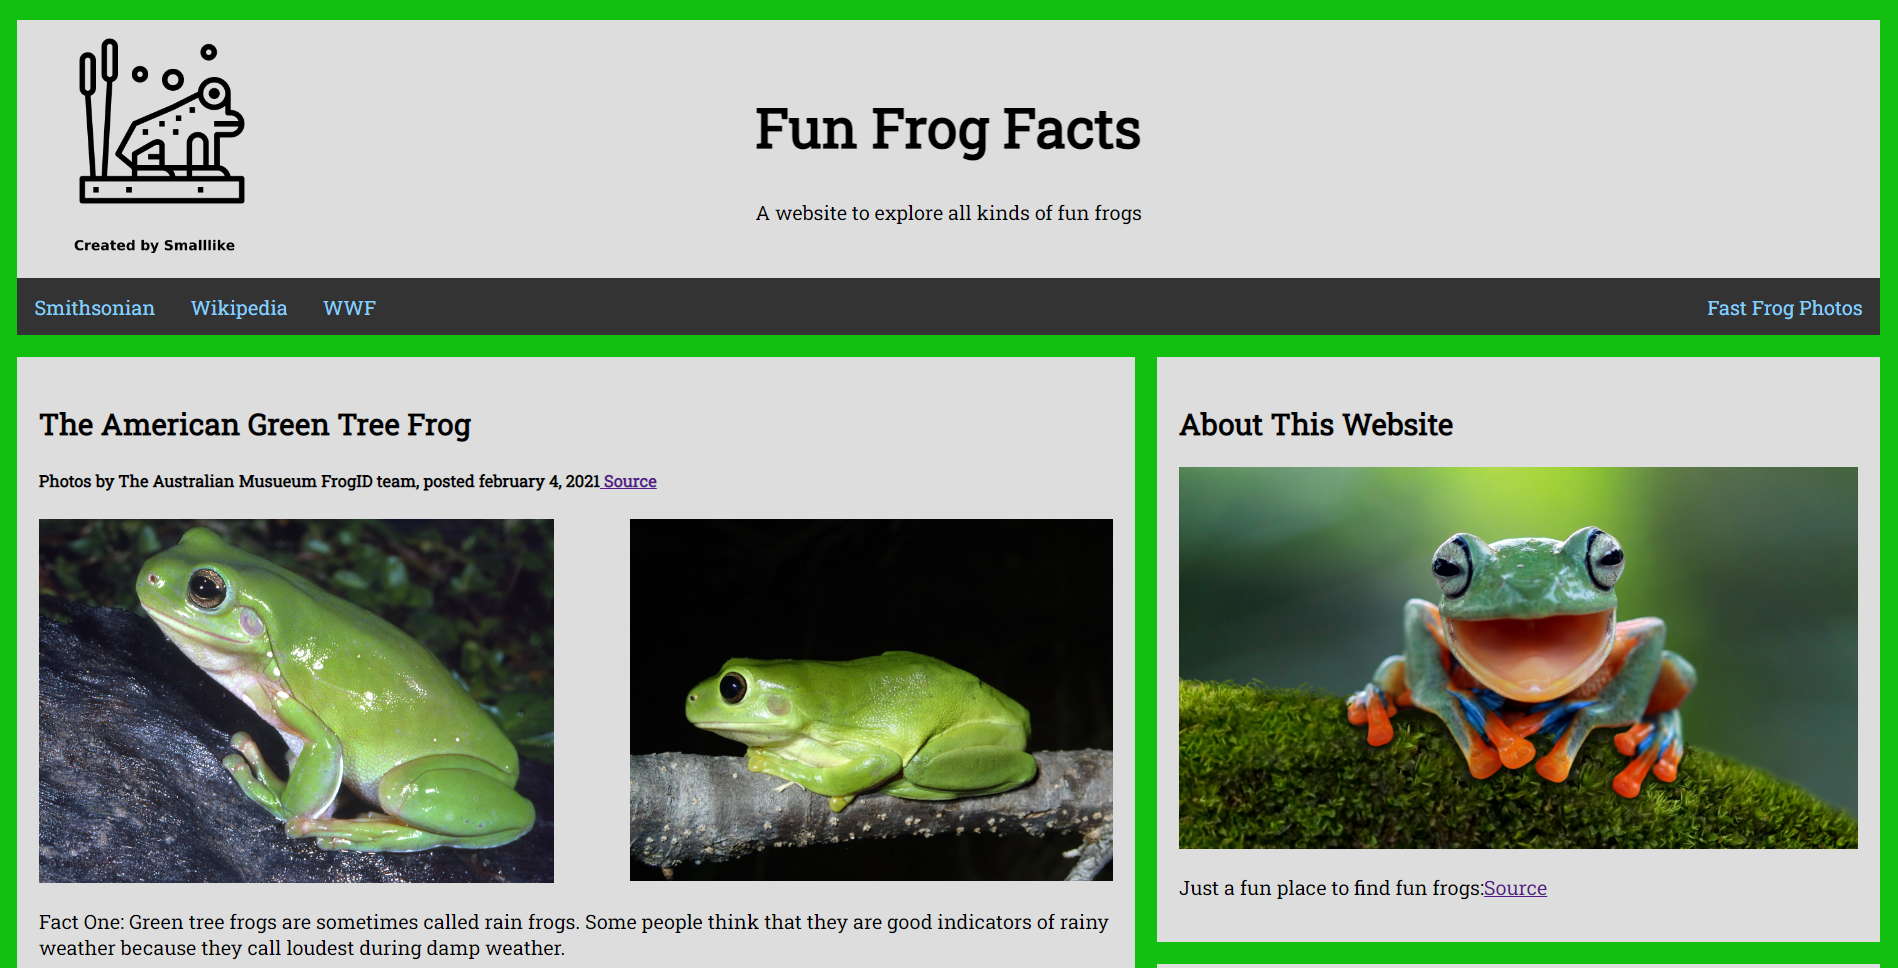 Created by Smalllike
Fun Frog Facts
A website to explore all kinds of fun frogs
Smithsonian Wikipedia WWF Fast Frog Photos
The American Green Tree Frog
Photos by The Australian Musueum FrogID team, posted february 4, 2021 Source
Fact One: Green tree frogs are sometimes called rain frogs. Some people think that they are good indicators of rainy
weather because they call loudest during damp weather.
About This Website
Just a fun place to find fun frogs:Source